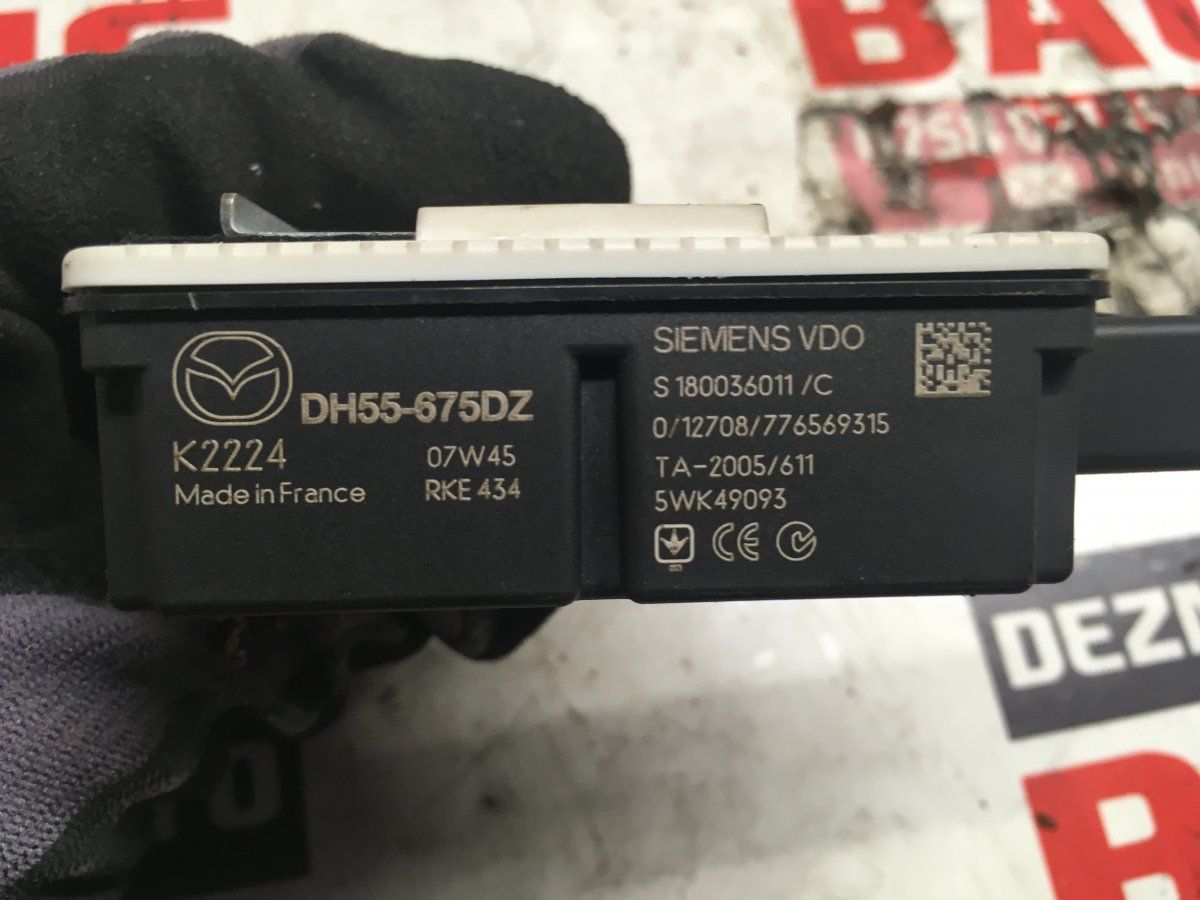 BAC
DH55-675DZ
K2224
07W45
Made in France
RKE 434
SIEMENS VDO
S 180036011 /C
0/12708/776569315
TA-2005/611
5WK49093
CE
DEZM